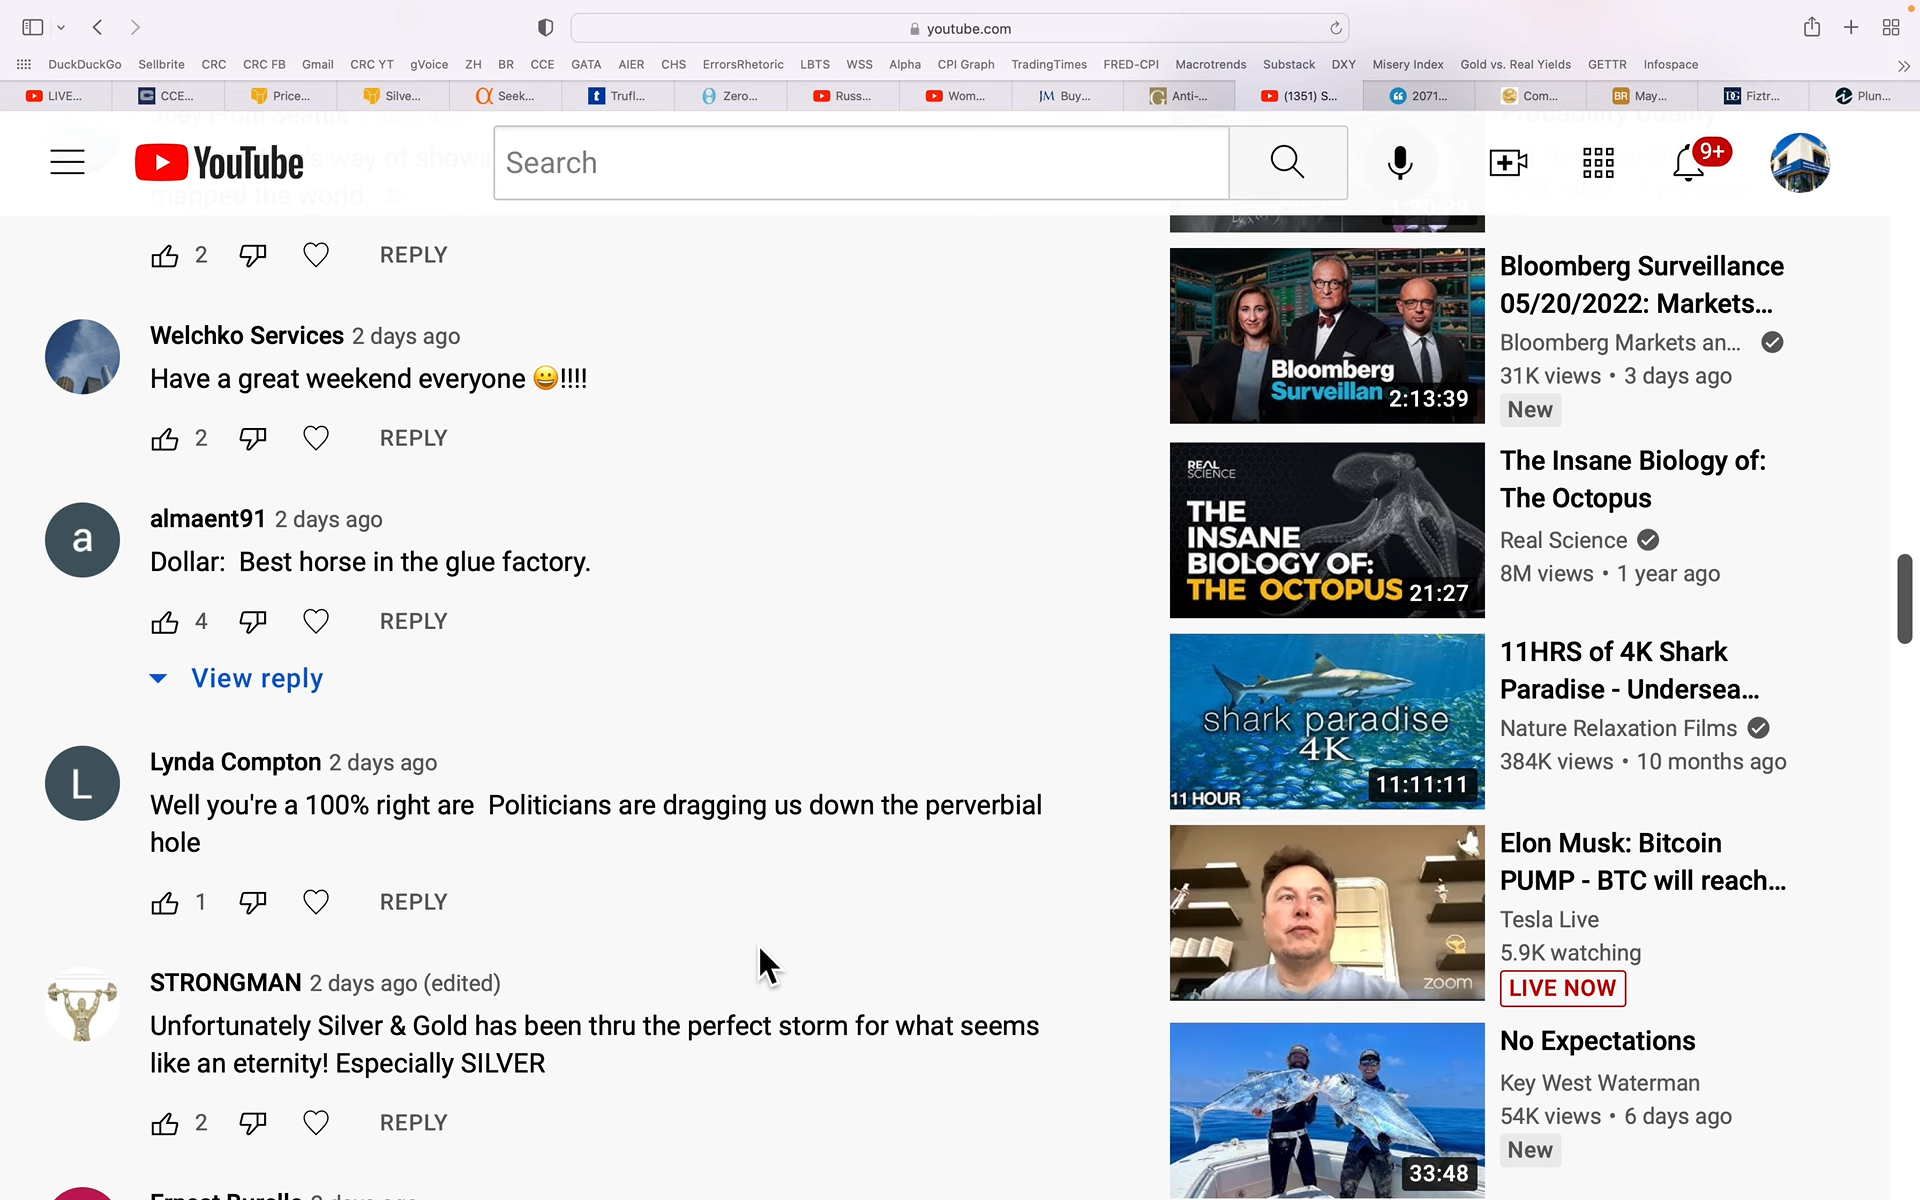 youtube.com
DuckDuckGo Sellbrite CRC CRC FB Gmail CRC YT gVoice ZH BR CCE GATA AIER CHS ErrorsRhetoric LBTS WSS Alpha CPI Graph TradingTimes FRED-CPI Macrotrends Substack DXY Misery Index Gold vs. Real Yields GETTR Infospace
LIVE... CCE... Price... Silve... Seek... Trufl... Zero... Russ... Wom... JM Buy... Anti-... (1351) S... 2071... Com... BR May... DG Fiztr... Plun...
YouTube
Search
9+
mapped the world.
2 REPLY
Welchko Services 2 days ago
Have a great weekend everyone 😀!!!!
2 REPLY
a
almaent91 2 days ago
Dollar:  Best horse in the glue factory.
4 REPLY
View reply
L
Lynda Compton 2 days ago
Well you're a 100% right are  Politicians are dragging us down the perverbial
hole
1 REPLY
STRONGMAN 2 days ago (edited)
Unfortunately Silver & Gold has been thru the perfect storm for what seems
like an eternity! Especially SILVER
2 REPLY
Bloomberg
Surveillan
2:13:39
Bloomberg Surveillance
05/20/2022: Markets...
Bloomberg Markets an...
31K views • 3 days ago
New
REAL
SCIENCE
THE
INSANE
BIOLOGY OF:
THE OCTOPUS
21:27
The Insane Biology of:
The Octopus
Real Science
8M views • 1 year ago
shark paradise
4K
11 HOUR
11:11:11
11HRS of 4K Shark
Paradise - Undersea...
Nature Relaxation Films
384K views • 10 months ago
zoom
Elon Musk: Bitcoin
PUMP - BTC will reach...
Tesla Live
5.9K watching
LIVE NOW
33:48
No Expectations
Key West Waterman
54K views • 6 days ago
New